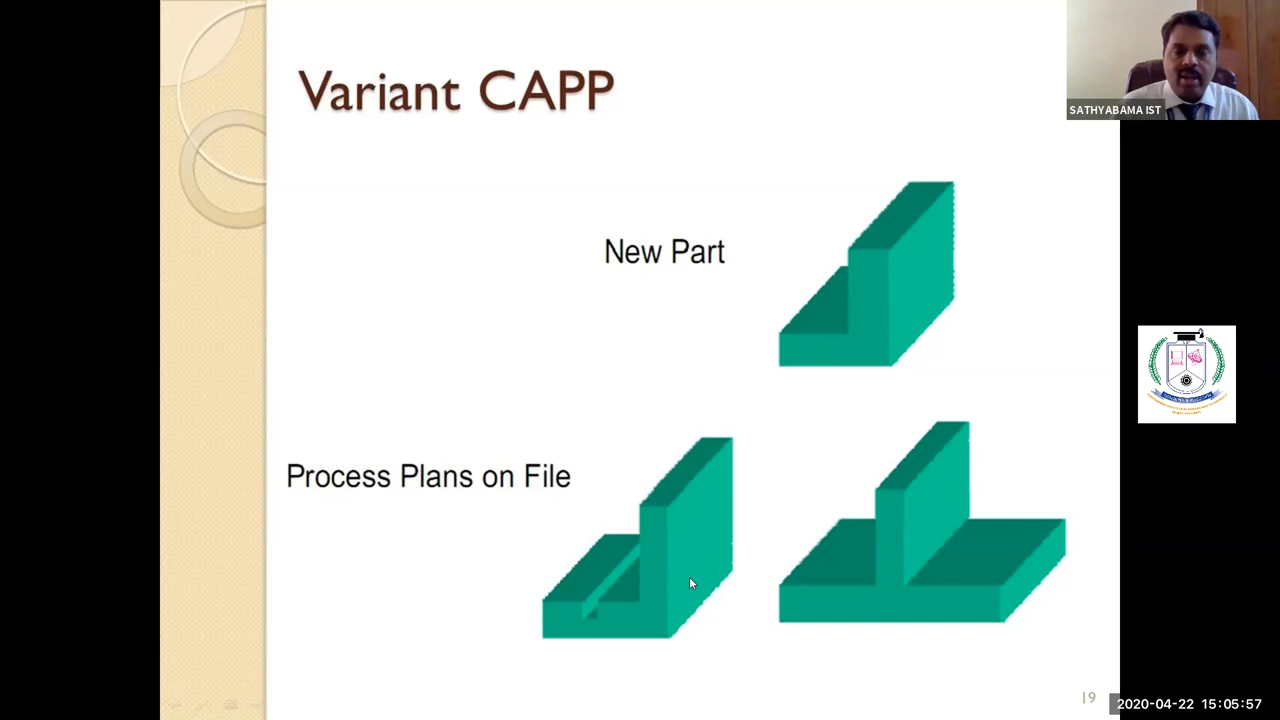 Variant CAPP
SATHYABAMA IST
New Part
Process Plans on File
19
2020-04-22 15:05:57